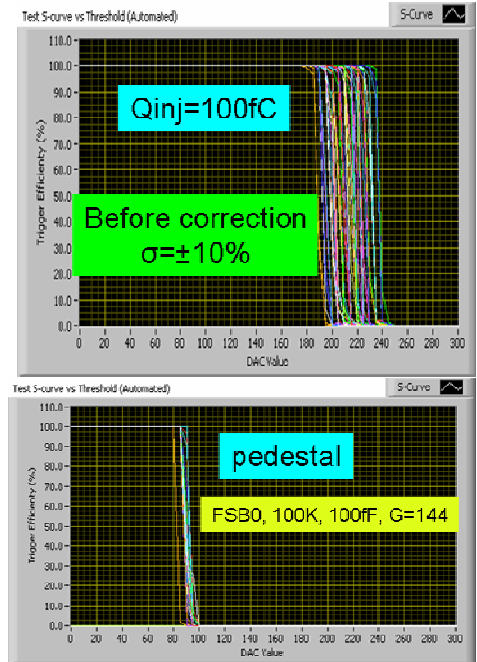 Test S-curve vs Threshold (Automated)
S-Curve
110.0
100.0
90.0
80.0
70.0
60.0
50.0
40.0
30.0
20.0
10.0
0.0
Trigger Efficienty (%)
Qinj=100fC
Before correction
σ=±10%
0 20 40 60 80 100 120 140 160 180 200 220 240 260 280 300
DAC Value
Test S-curve vs Threshold (Automated)
S-Curve
110.0
100.0
90.0
80.0
70.0
60.0
50.0
40.0
30.0
20.0
10.0
0.0
Trigger Efficienty (%)
pedestal
FSB0, 100K, 100fF, G=144
0 20 40 60 80 100 120 140 160 180 200 220 240 260 280 300
DAC Value